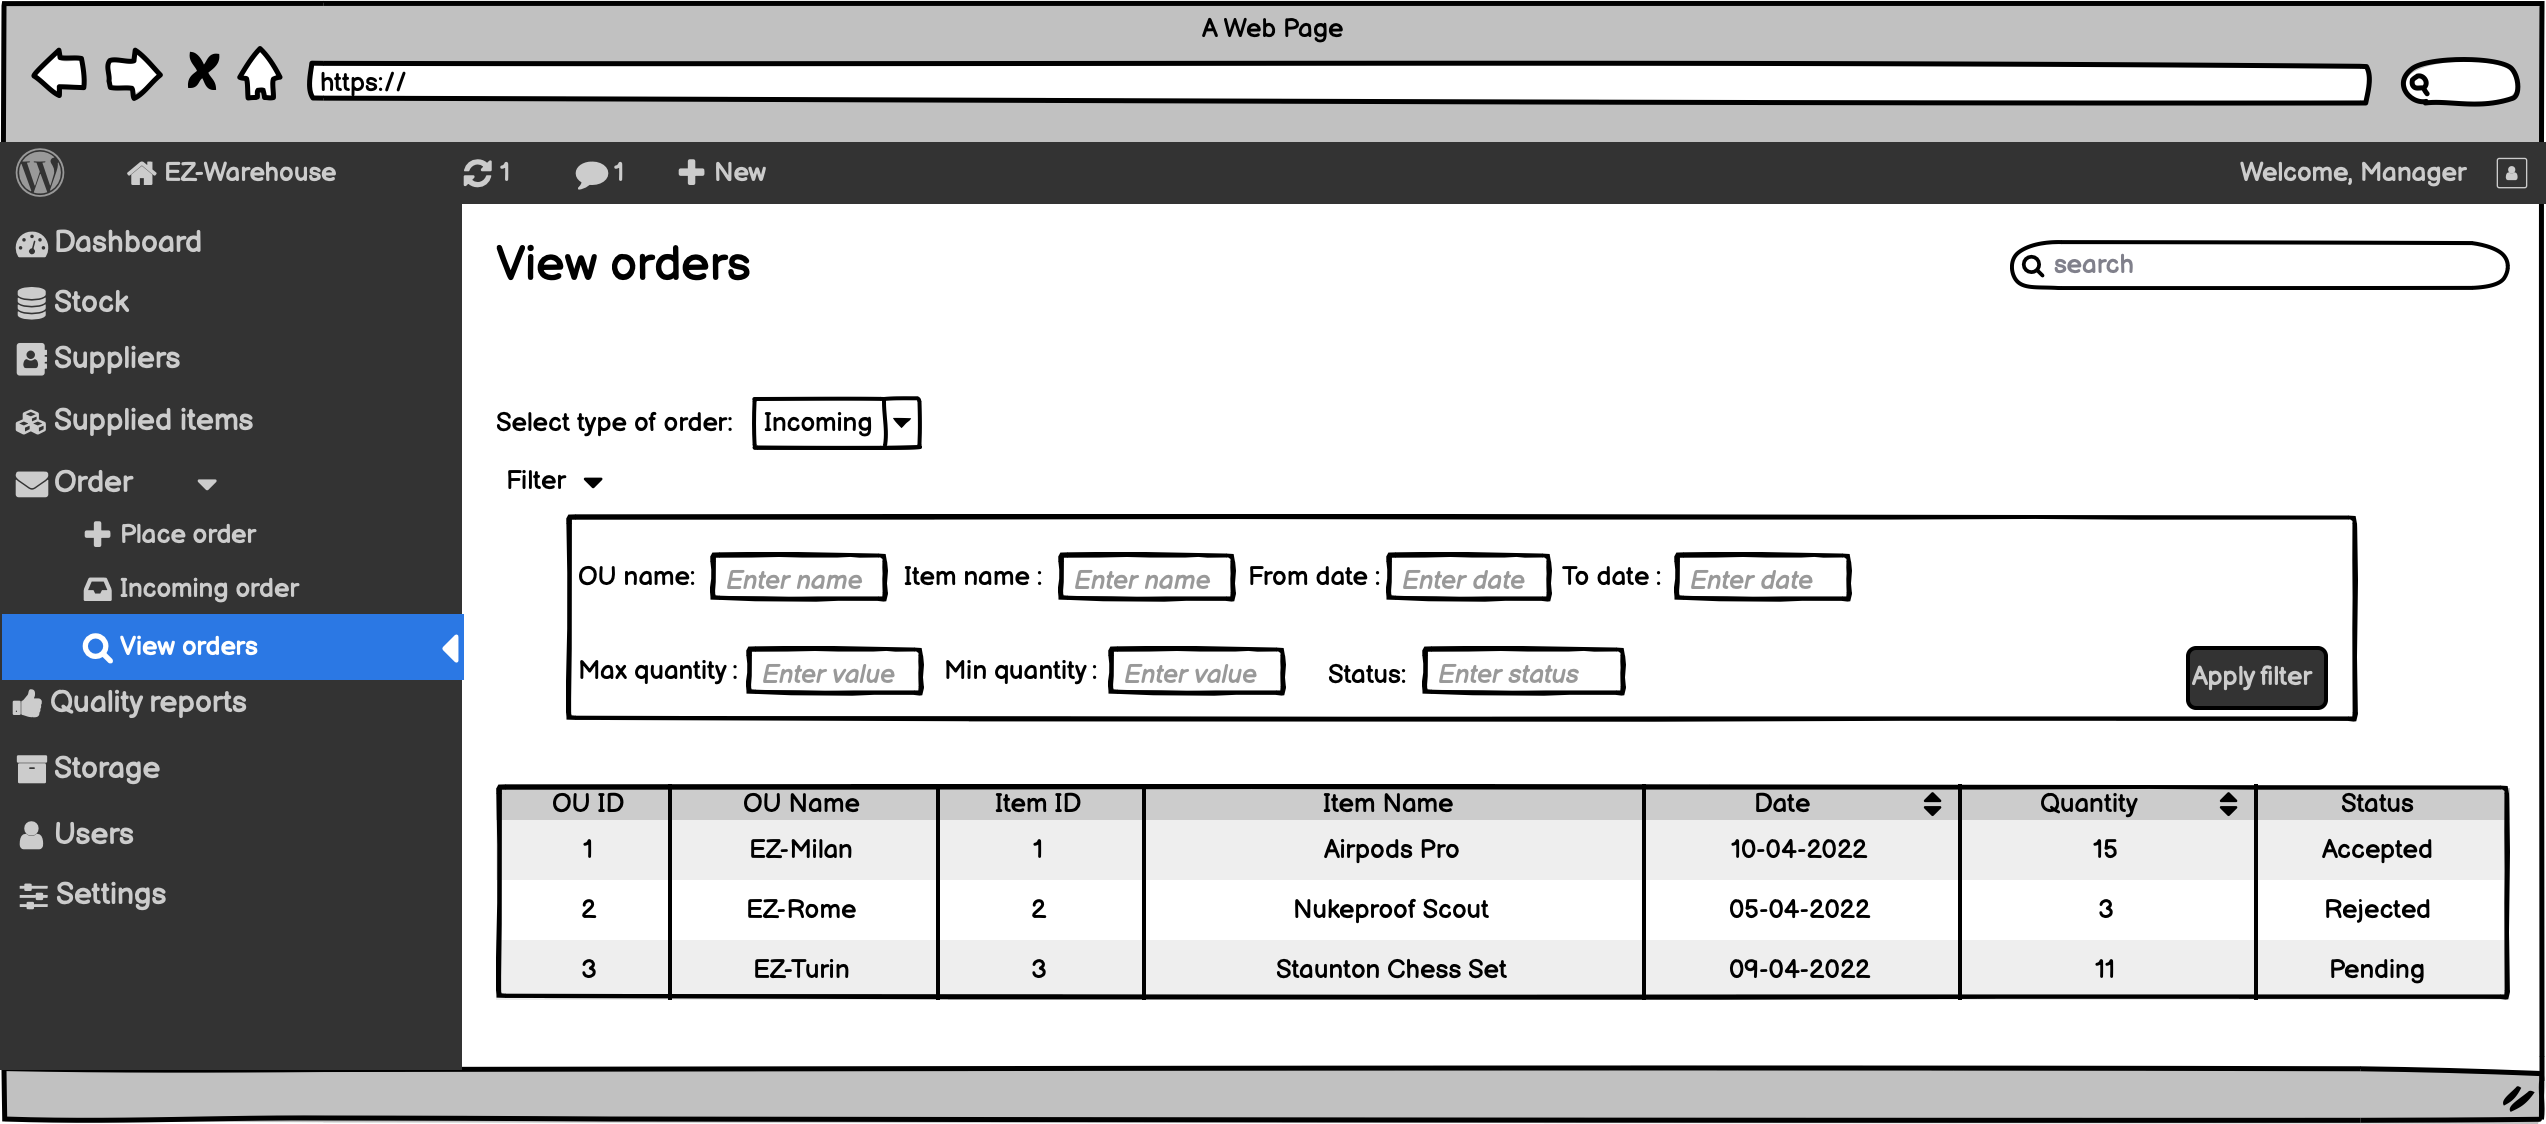 A Web Page
https://
EZ-Warehouse 1 1 New Welcome, Manager
Dashboard
Stock
Suppliers
Supplied items
Order
Place order
Incoming order
View orders
Quality reports
Storage
Users
Settings
View orders
search
Select type of order: Incoming
Filter
OU name: Enter name Item name : Enter name From date : Enter date To date : Enter date
Max quantity : Enter value Min quantity : Enter value Status: Enter status Apply filter
OU ID OU Name Item ID Item Name Date Quantity Status
1 EZ-Milan 1 Airpods Pro 10-04-2022 15 Accepted
2 EZ-Rome 2 Nukeproof Scout 05-04-2022 3 Rejected
3 EZ-Turin 3 Staunton Chess Set 09-04-2022 11 Pending